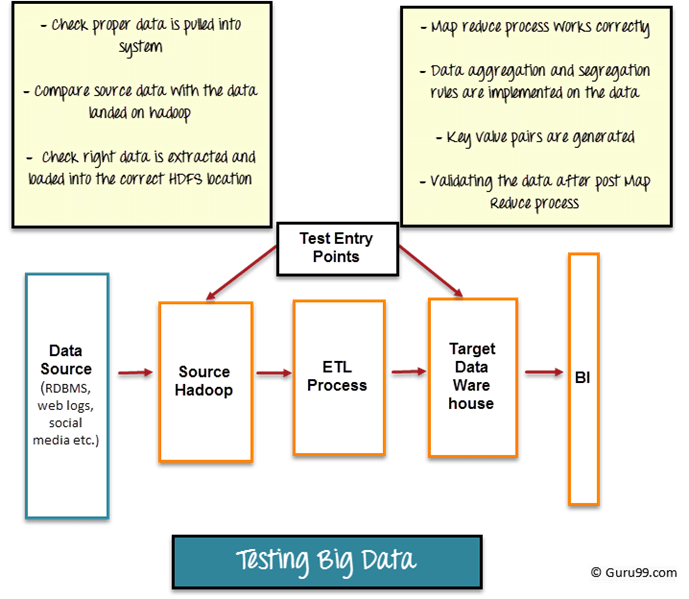 - Check proper data is pulled into
system
- Compare source data with the data
landed on hadoop
- Check right data is extracted and
loaded into the correct HDFS location
- Map reduce process works correctly
- Data aggregation and segregation
rules are implemented on the data
- Key value pairs are generated
- Validating the data after post Map
Reduce process
Test Entry
Points
Data
Source
(RDBMS,
web logs,
social
media etc.)
Source
Hadoop
ETL
Process
Target
Data
Ware
house
BI
Testing Big Data
© Guru99.com